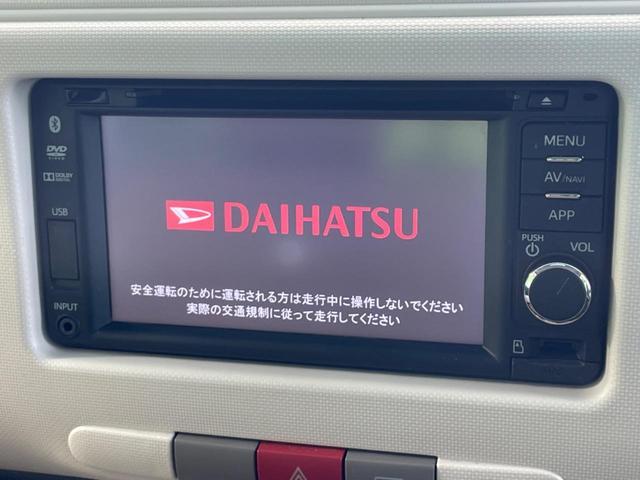 DVD
VIDEO
DOLBY
DIGITAL
USB
INPUT
DAIHATSU
安全運転のために運転される方は走行中に操作しないでください
実際の交通規制に従って走行してください
MENU
AV/NAVI
APP
PUSH
VOL